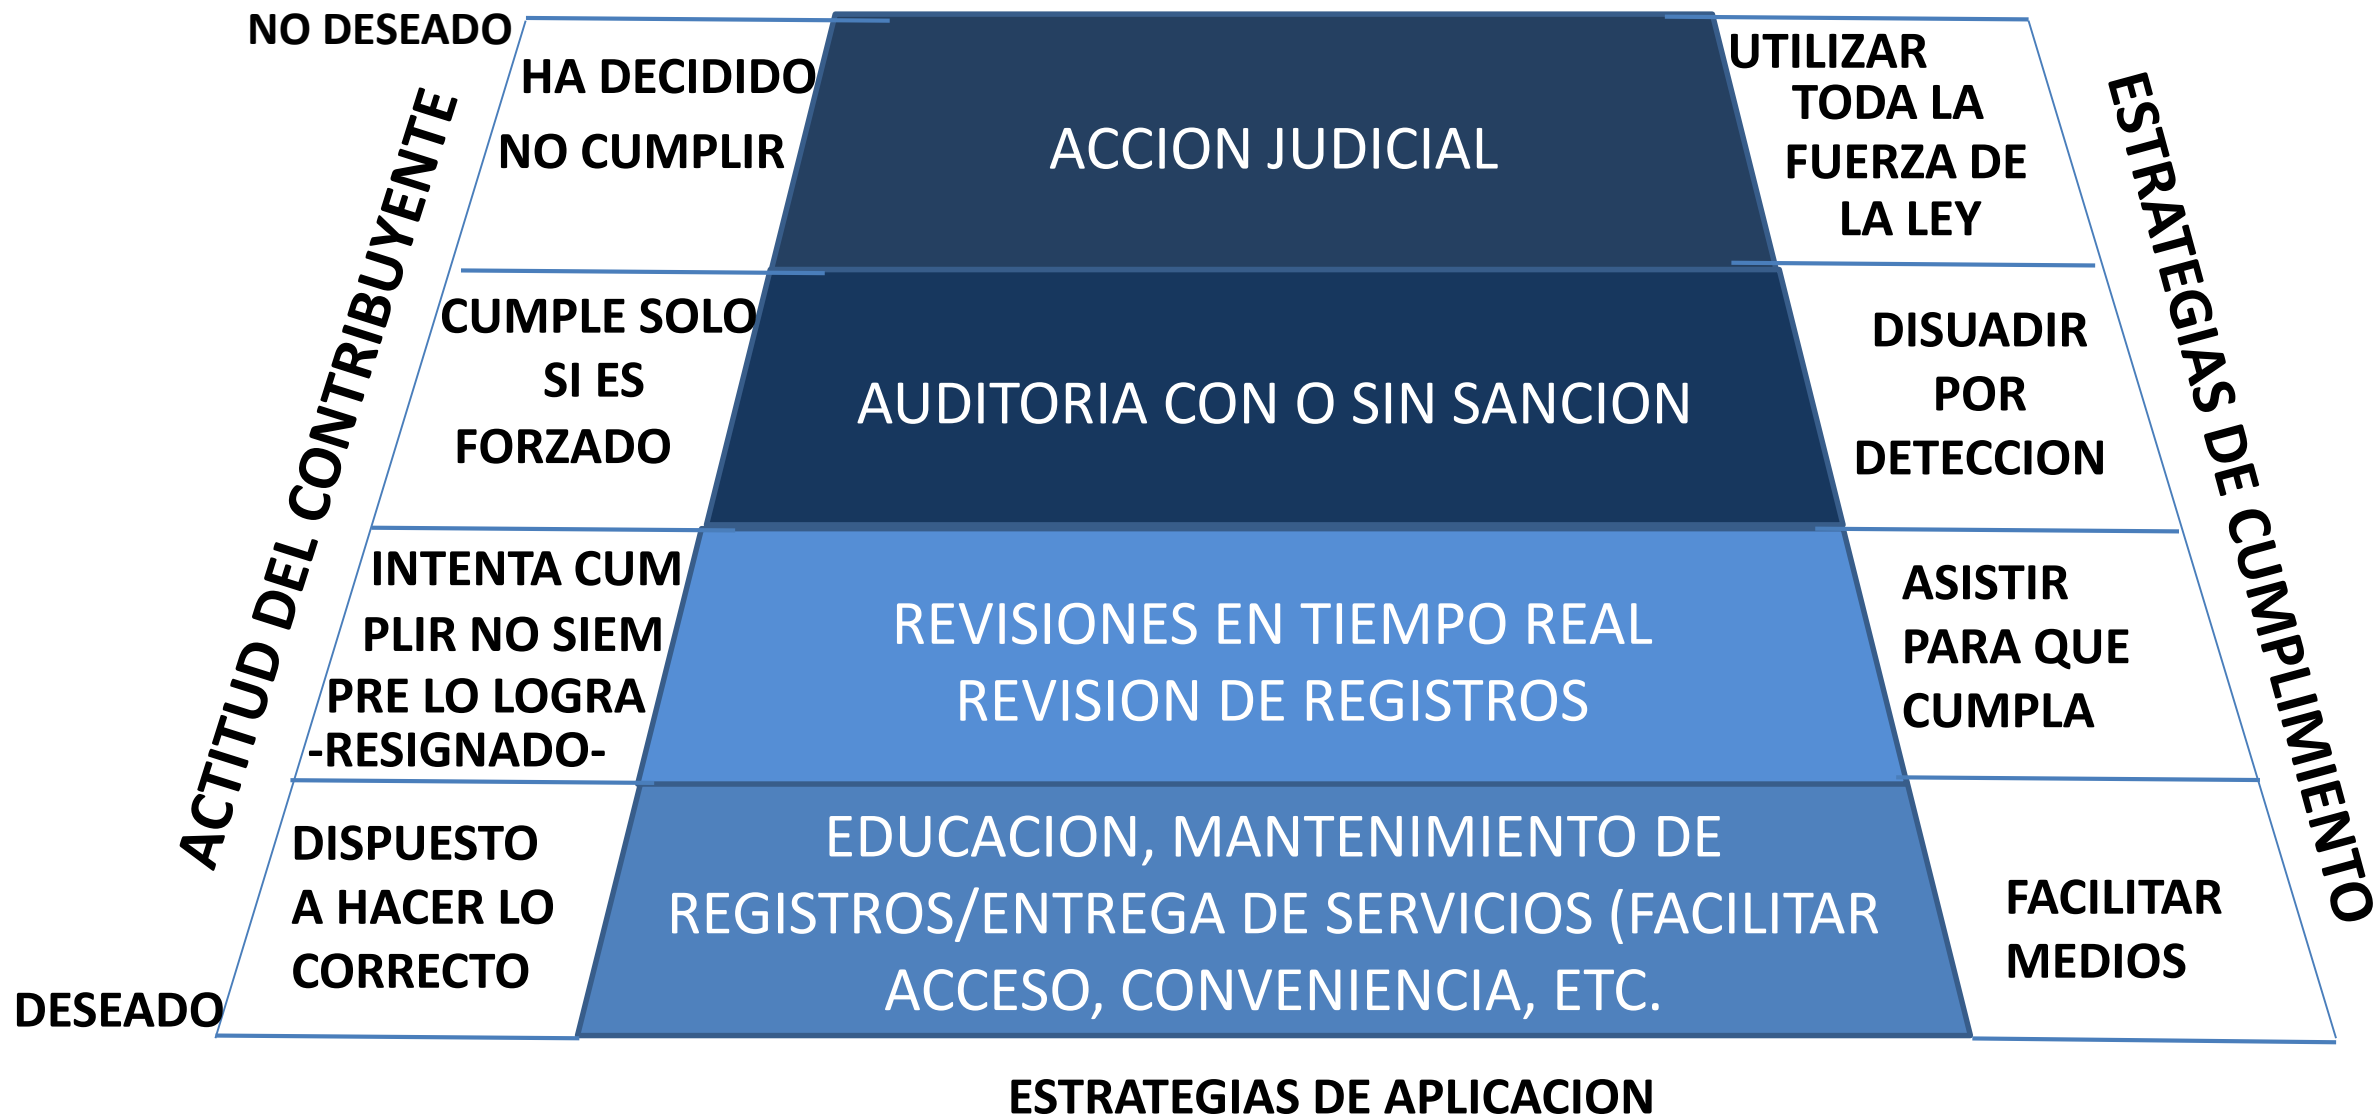 NO DESEADO
HA DECIDIDO
NO CUMPLIR
ACCION JUDICIAL
UTILIZAR
TODA LA
FUERZA DE
LA LEY
ACTITUD DEL CONTRIBUYENTE
ESTRATEGIAS DE CUMPLIMIENTO
CUMPLE SOLO
SI ES
FORZADO
AUDITORIA CON O SIN SANCION
DISUADIR
POR
DETECCION
INTENTA CUM
PLIR NO SIEM
PRE LO LOGRA
-RESIGNADO-
REVISIONES EN TIEMPO REAL
REVISION DE REGISTROS
ASISTIR
PARA QUE
CUMPLA
DISPUESTO
A HACER LO
CORRECTO
EDUCACION, MANTENIMIENTO DE
REGISTROS/ENTREGA DE SERVICIOS (FACILITAR
ACCESO, CONVENIENCIA, ETC.
FACILITAR
MEDIOS
DESEADO
ESTRATEGIAS DE APLICACION